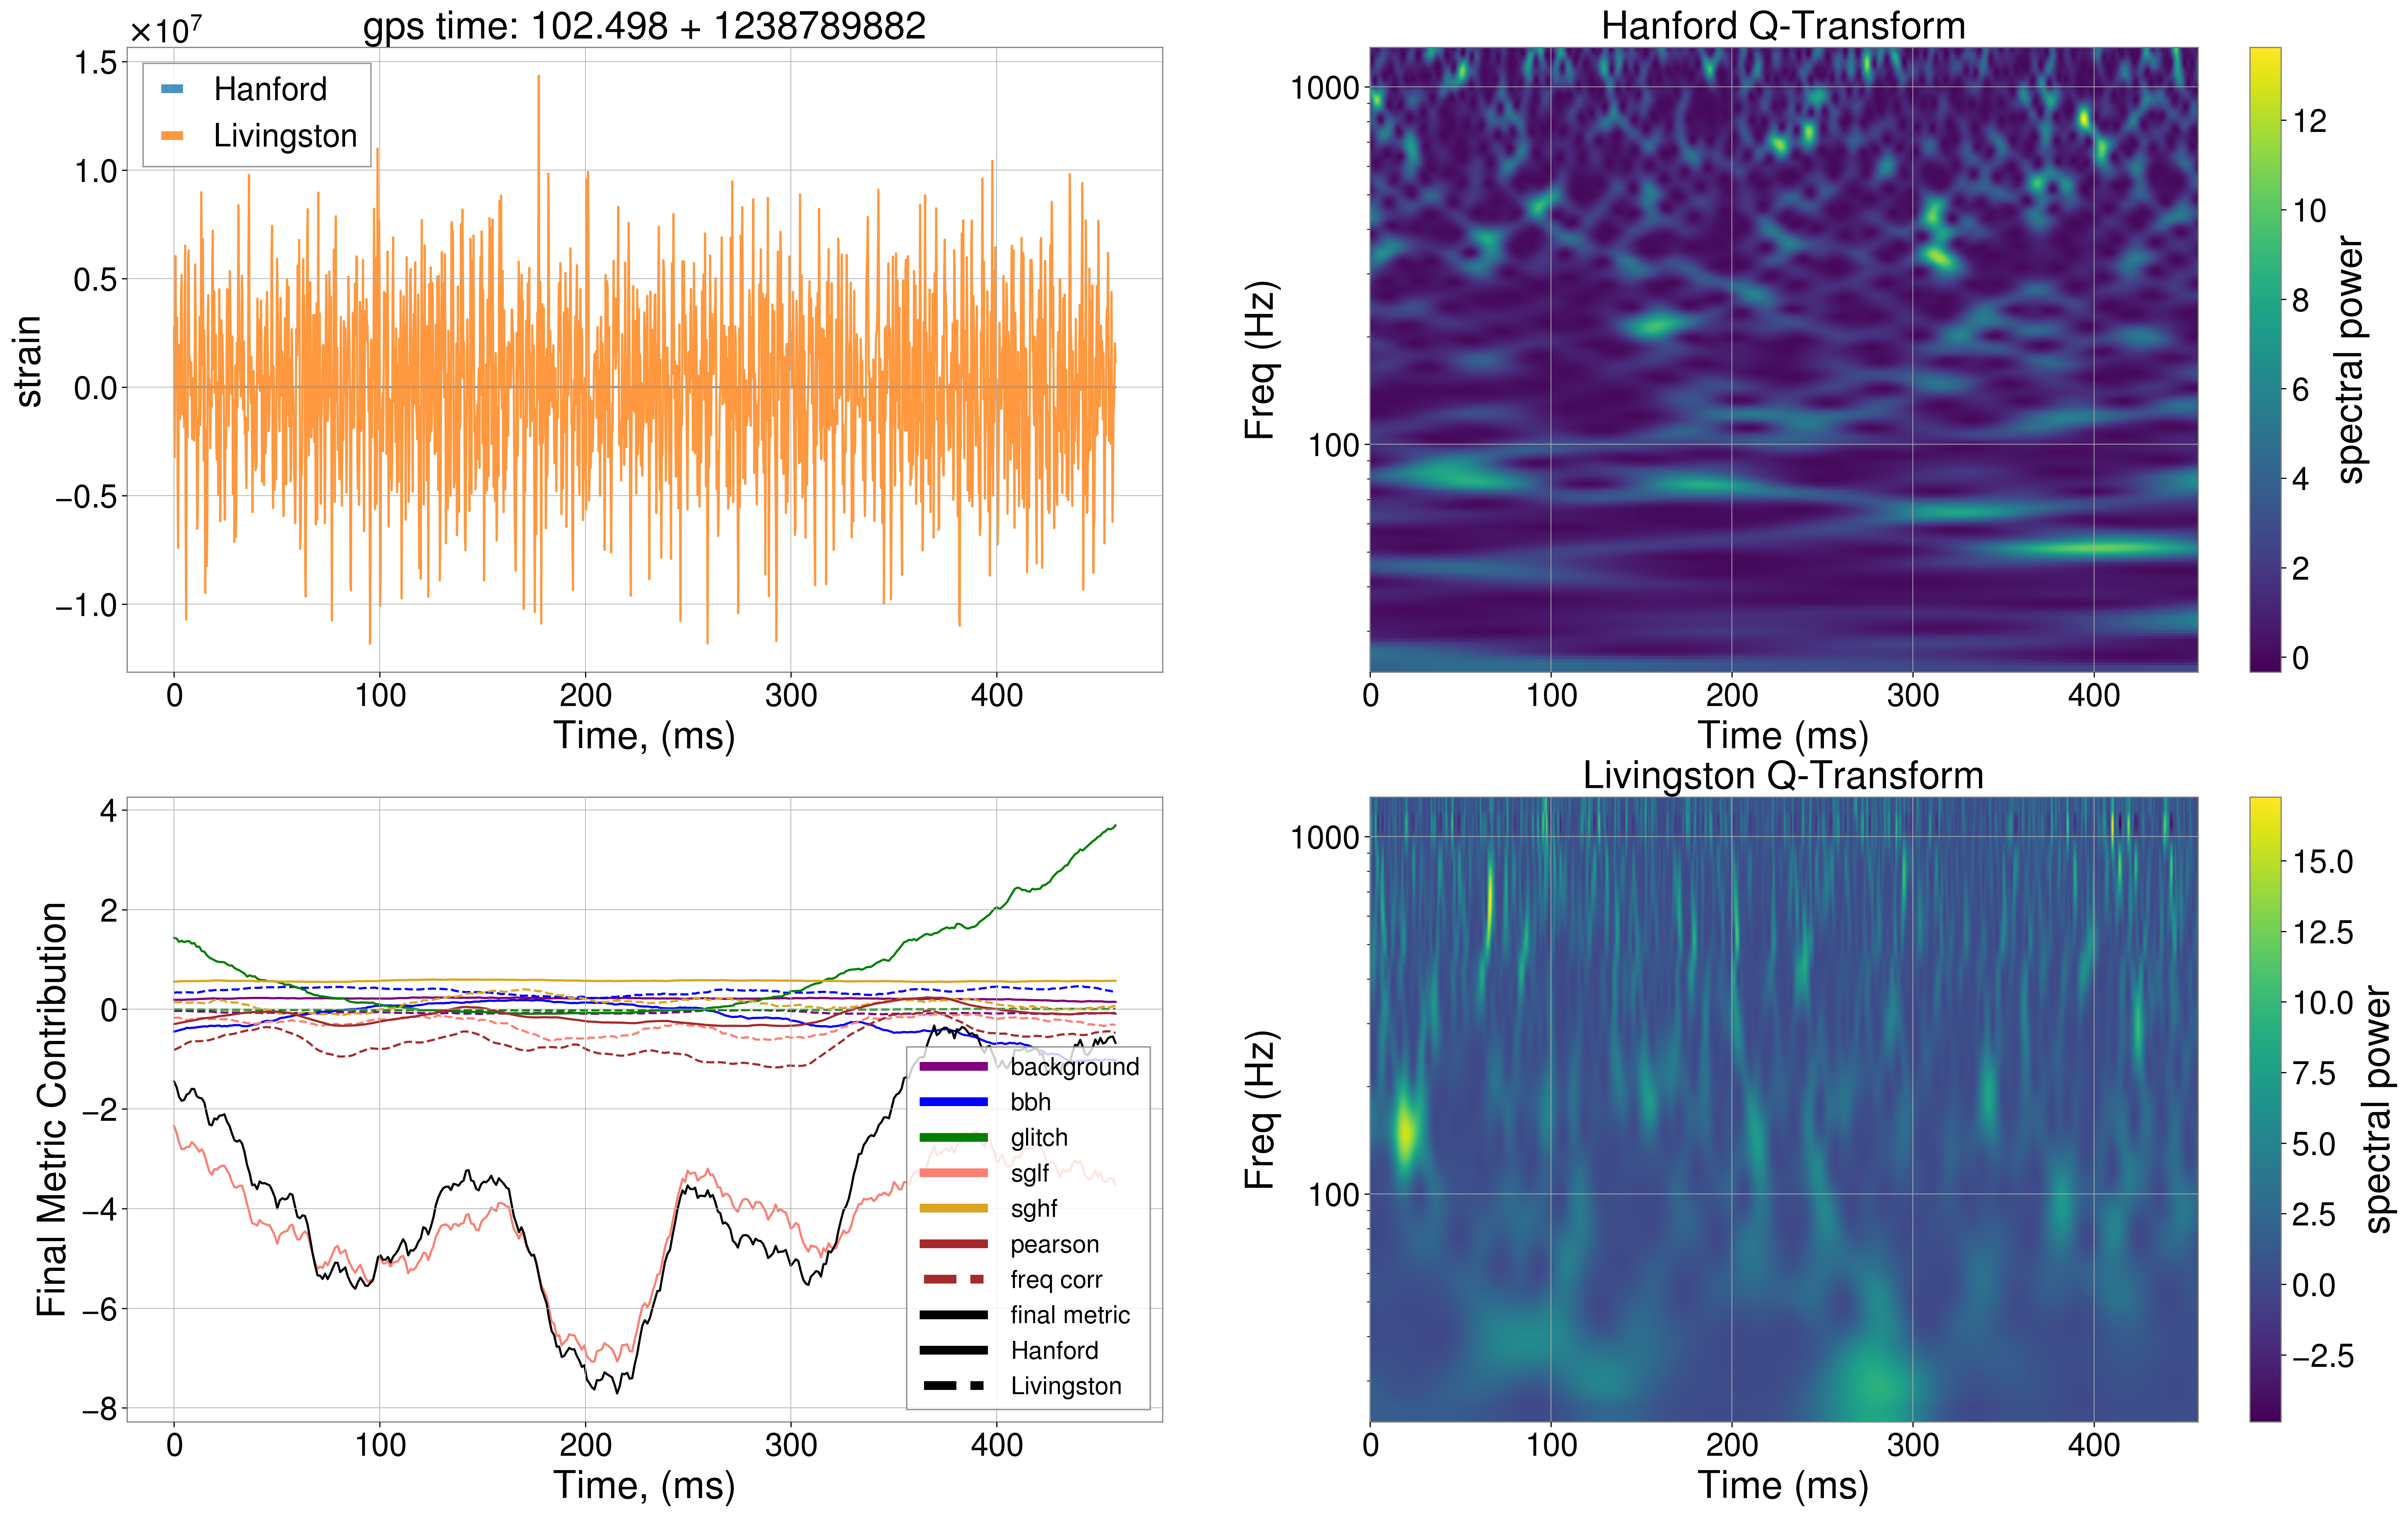 ×10⁷
gps time: 102.498 + 1238789882
1.5
1.0
0.5
0.0
−0.5
−1.0
strain
Hanford
Livingston
0
100
200
300
400
Time, (ms)
Hanford Q-Transform
1000
100
Freq (Hz)
0
100
200
300
400
Time (ms)
12
10
8
6
4
2
0
spectral power
4
2
0
−2
−4
−6
−8
Final Metric Contribution
background
bbh
glitch
sglf
sghf
pearson
freq corr
final metric
Hanford
Livingston
0
100
200
300
400
Time, (ms)
Livingston Q-Transform
1000
100
Freq (Hz)
0
100
200
300
400
Time (ms)
15.0
12.5
10.0
7.5
5.0
2.5
0.0
−2.5
spectral power